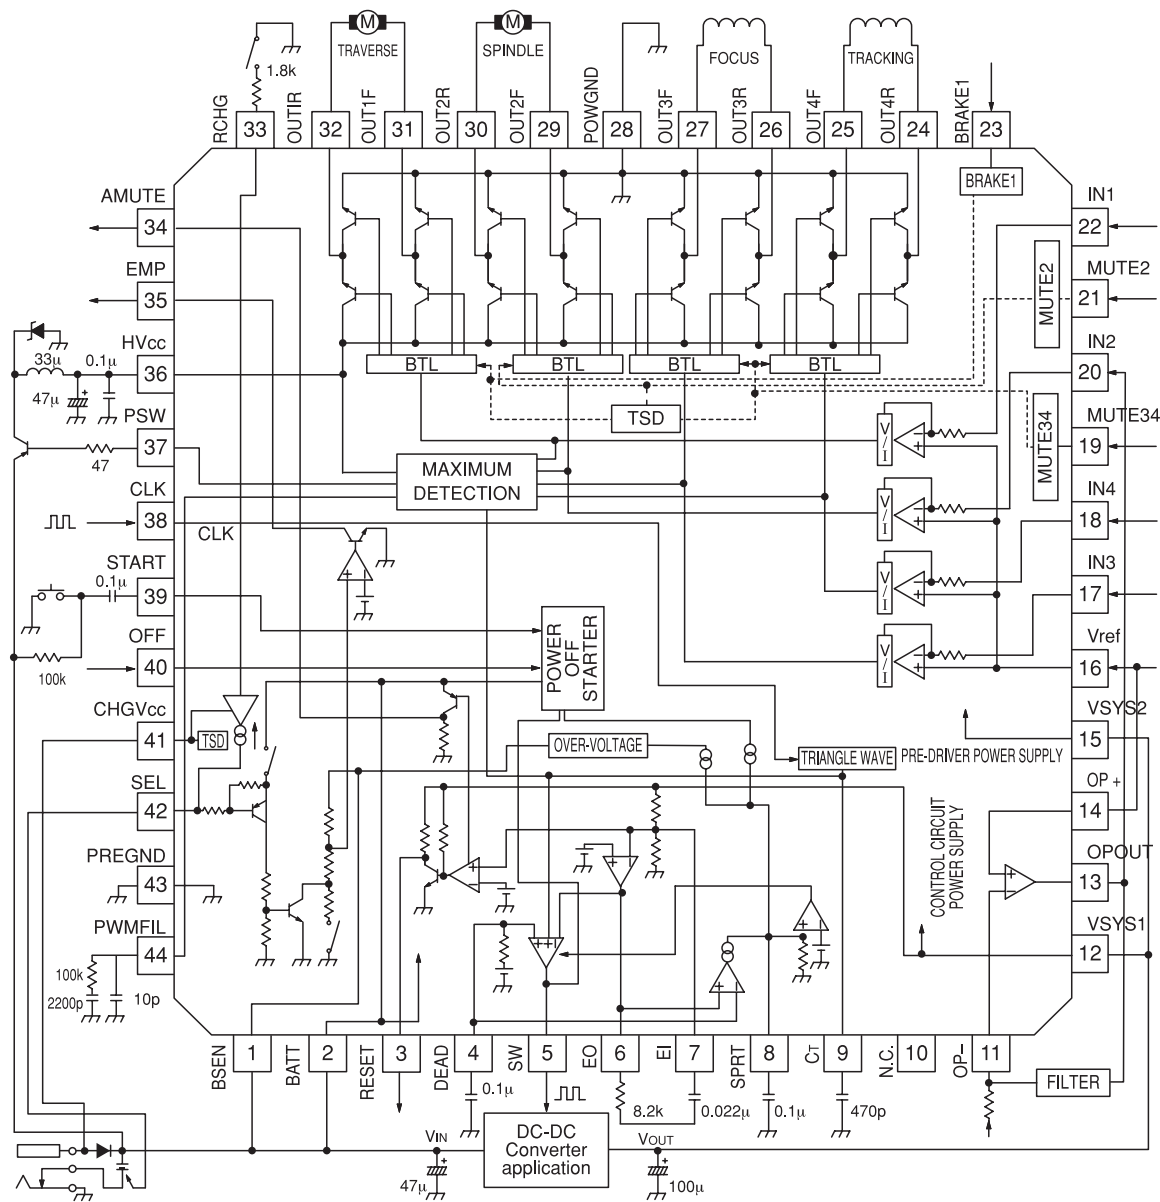 M
M
TRAVERSE
SPINDLE
FOCUS
TRACKING
1.8k
RCHG
OUTIR
OUT1F
OUT2R
OUT2F
POWGND
OUT3F
OUT3R
OUT4F
OUT4R
BRAKE1
33
32
31
30
29
28
27
26
25
24
23
BRAKE1
AMUTE
34
EMP
35
HVcc
36
33µ
0.1µ
47µ
+
PSW
37
47
CLK
38
CLK
START
39
0.1µ
OFF
40
100k
CHGVcc
41
TSD
SEL
42
PREGND
43
PWMFIL
44
100k
2200p
10p
IN1
22
MUTE2
21
MUTE2
IN2
20
MUTE34
19
MUTE34
IN4
18
IN3
17
Vref
16
VSYS2
15
PRE-DRIVER POWER SUPPLY
OP +
14
OPOUT
13
VSYS1
12
CONTROL CIRCUIT
POWER SUPPLY
BTL
BTL
BTL
BTL
TSD
MAXIMUM
DETECTION
V/I
V/I
V/I
V/I
POWER
OFF
STARTER
OVER-VOLTAGE
TRIANGLE WAVE
BSEN
BATT
RESET
DEAD
SW
EO
EI
SPRT
CT
N.C.
OP–
1
2
3
4
5
6
7
8
9
10
11
FILTER
0.1µ
8.2k
0.022µ
0.1µ
470p
VIN
DC-DC
Converter
application
VOUT
47µ
+
100µ
+